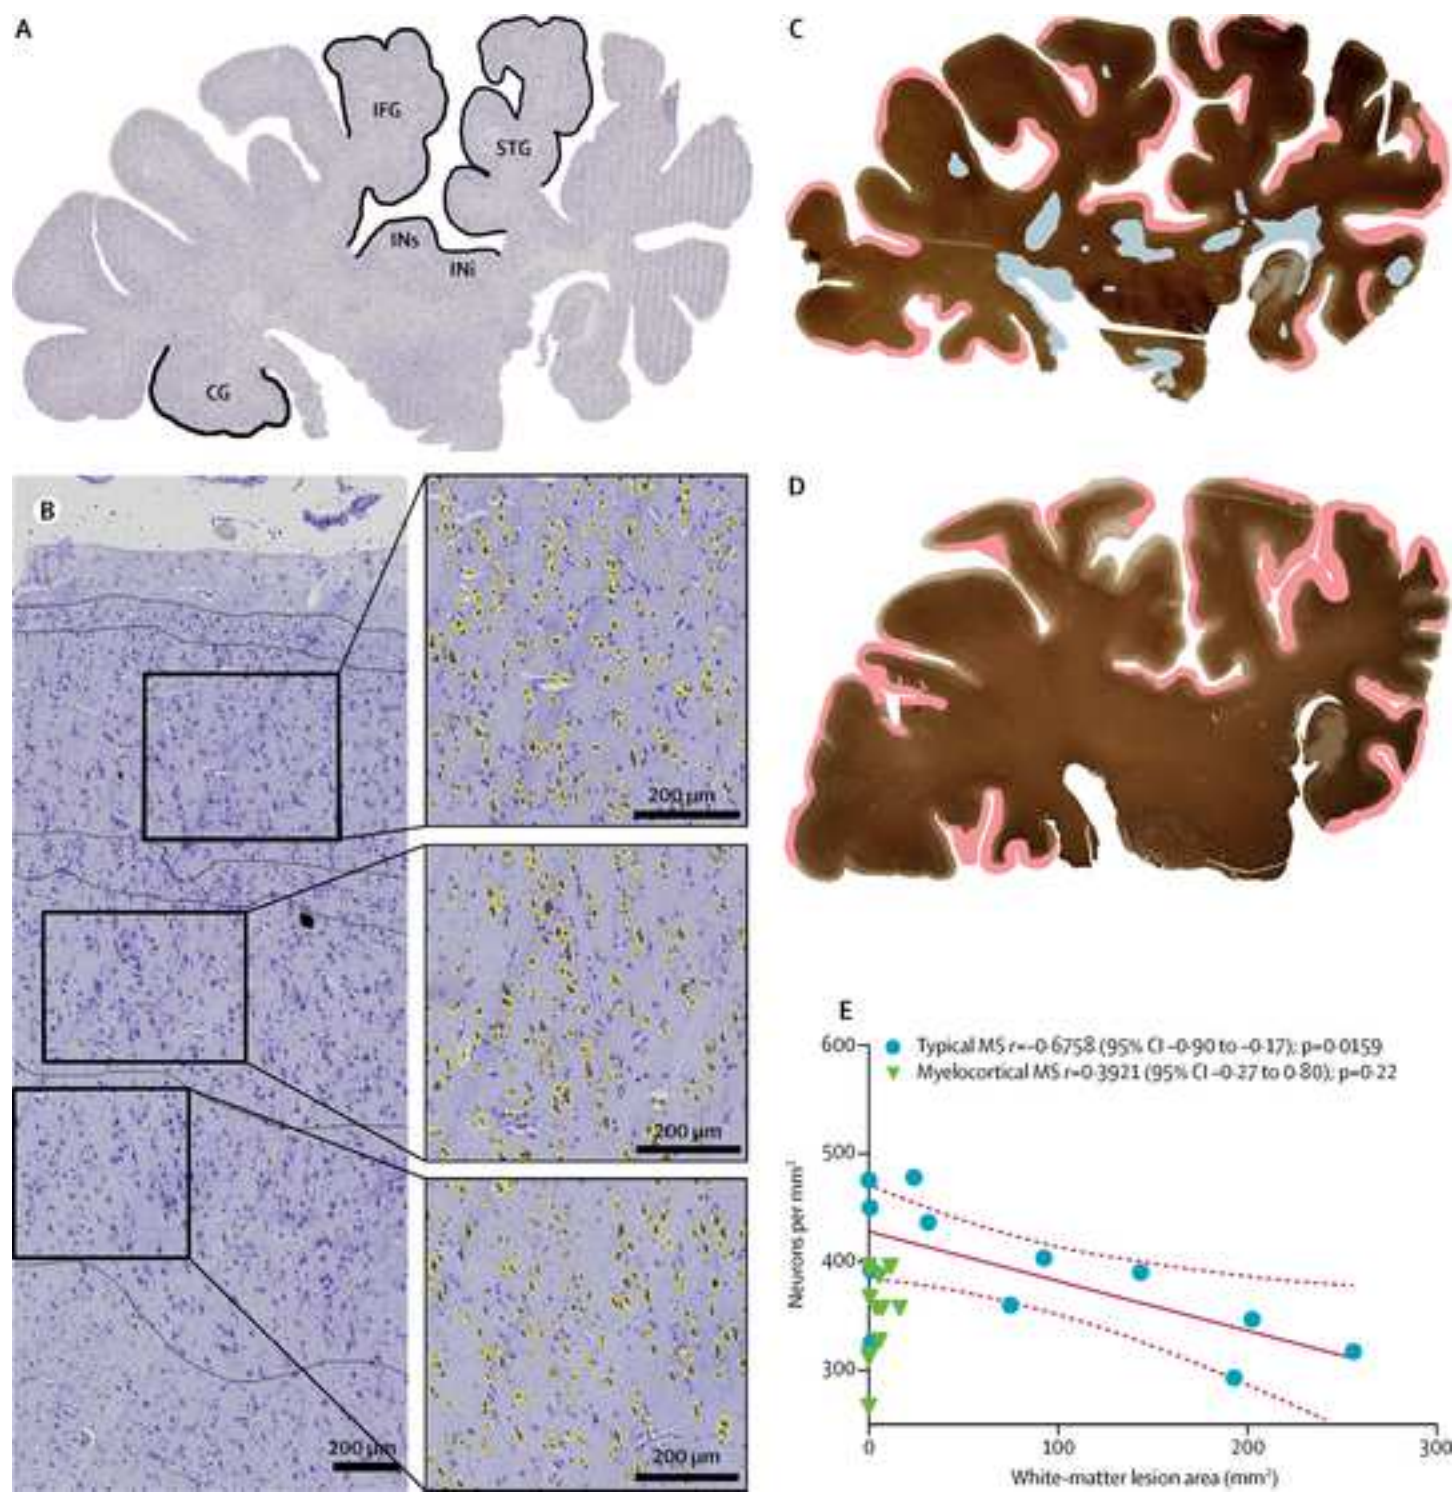 A
IFG
STG
INs
INi
CG
B
200 µm
200 µm
200 µm
200 µm
C
D
E
Typical MS r=–0·6758 (95% CI –0·90 to –0·17); p=0·0159
Myelocortical MS r=0·3921 (95% CI –0·27 to 0·80); p=0·22
600
500
400
300
Neurons per mm²
0
100
200
300
White-matter lesion area (mm²)